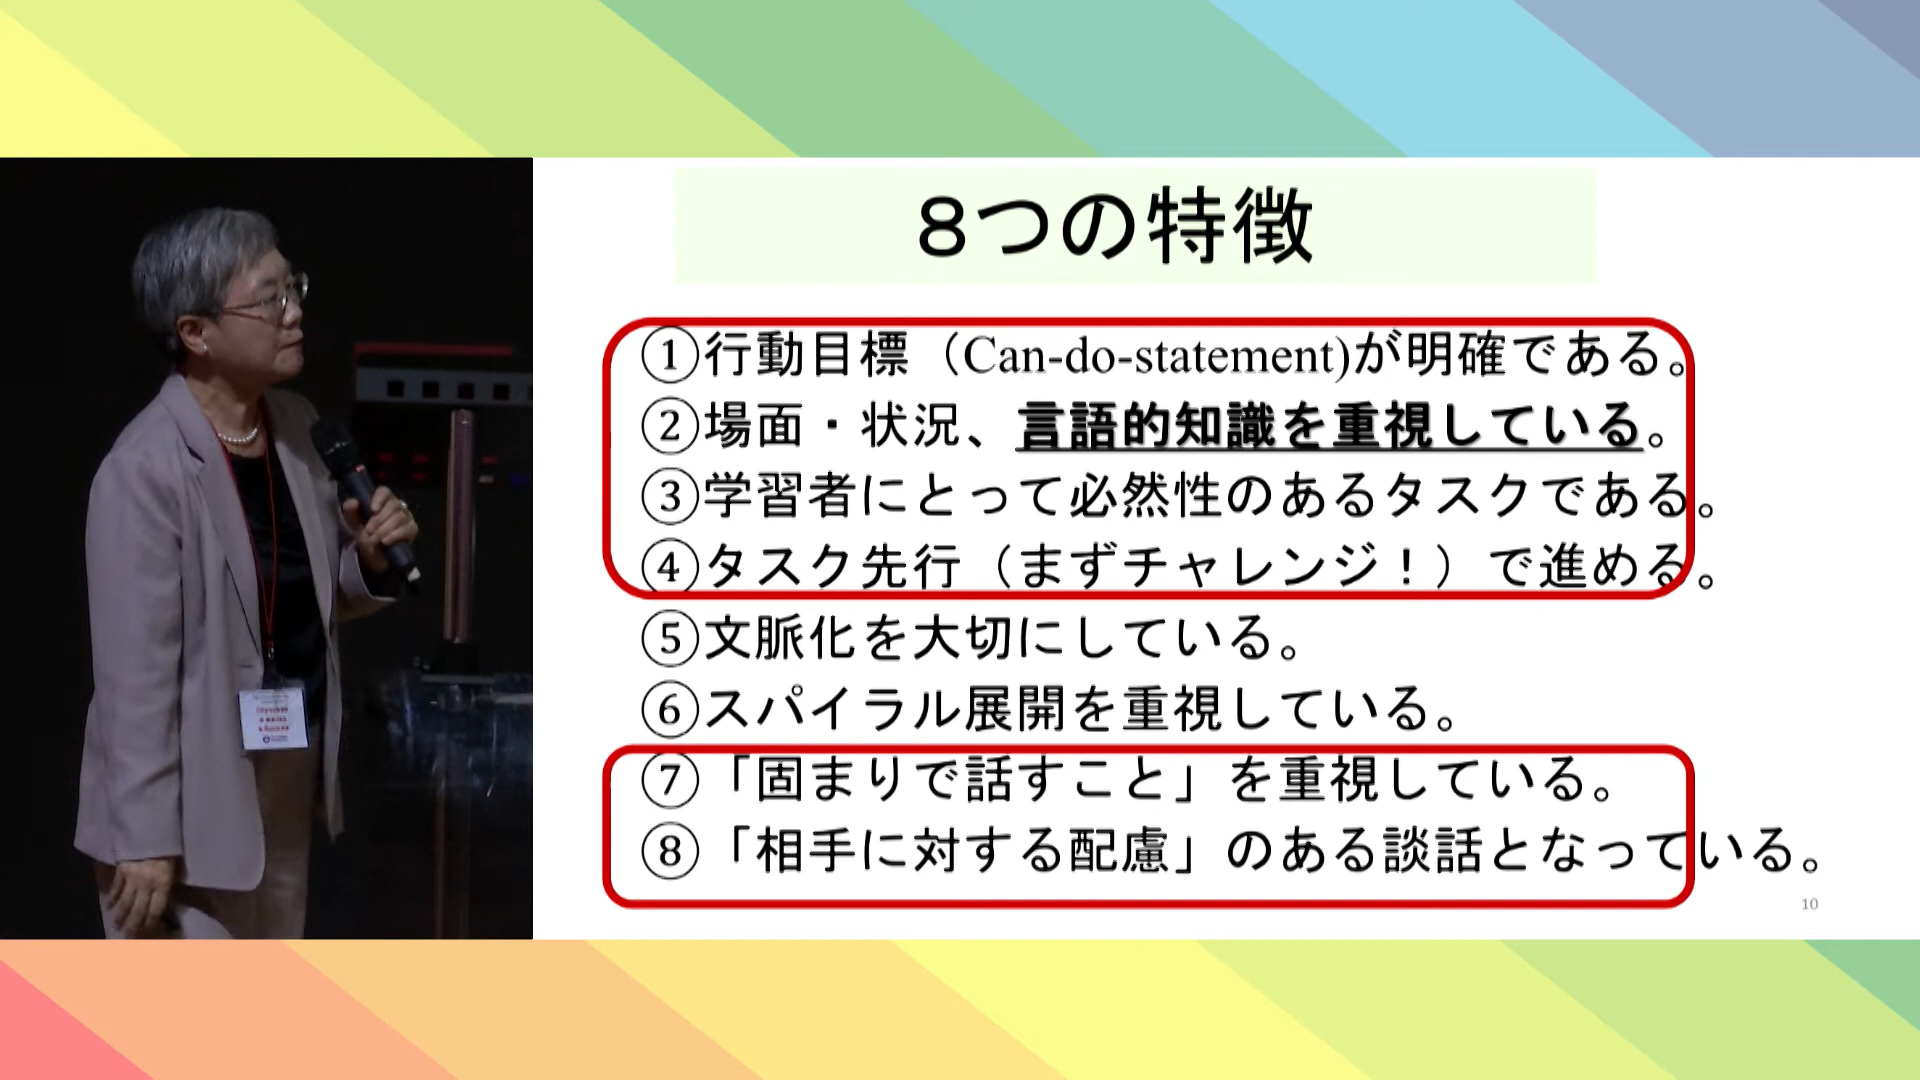 8つの特徴
①行動目標（Can-do-statement)が明確である。
②場面・状況、言語的知識を重視している。
③学習者にとって必然性のあるタスクである。
④タスク先行（まずチャレンジ！）で進める。
⑤文脈化を大切にしている。
⑥スパイラル展開を重視している。
⑦「固まりで話すこと」を重視している。
⑧「相手に対する配慮」のある談話となっている。
10